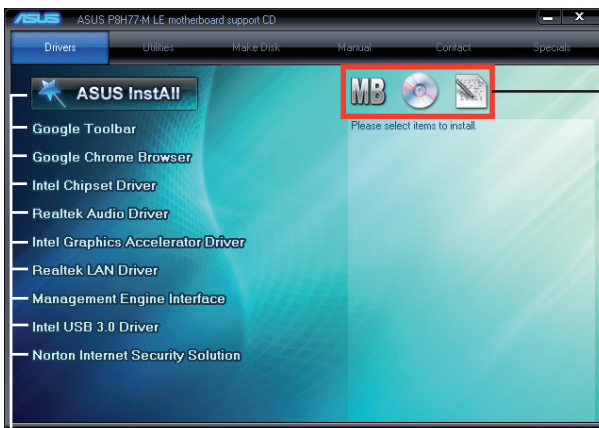 ASUS ASUS P8H77-M LE motherboard support CD
Drivers Utilities Make Disk Manual Contact Specials
ASUS InstAll
MB
Please select items to install.
Google Toolbar
Google Chrome Browser
Intel Chipset Driver
Realtek Audio Driver
Intel Graphics Accelerator Driver
Realtek LAN Driver
Management Engine Interface
Intel USB 3.0 Driver
Norton Internet Security Solution